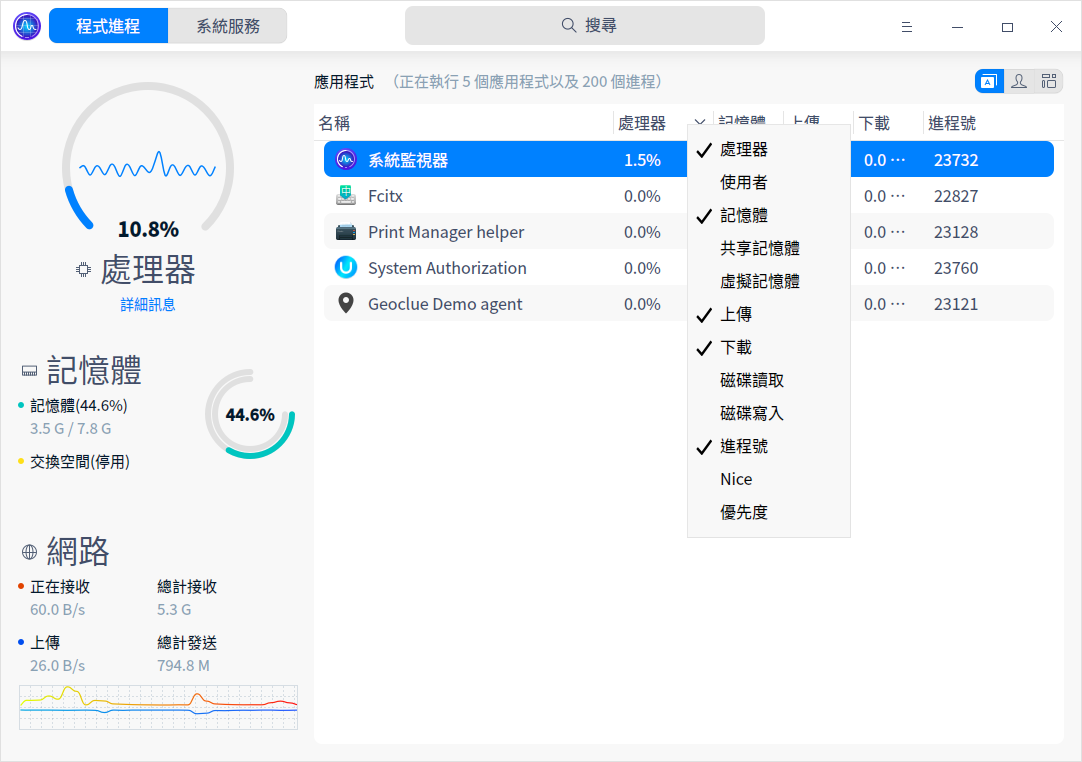 程式進程 系統服務 搜尋
應用程式 （正在執行 5 個應用程式以及 200 個進程）
名稱 處理器 記憶體 上傳 下載 進程號
系統監視器 1.5% 0.0 ··· 23732
Fcitx 0.0% 0.0 ··· 22827
Print Manager helper 0.0% 0.0 ··· 23128
System Authorization 0.0% 0.0 ··· 23760
Geoclue Demo agent 0.0% 0.0 ··· 23121
處理器
使用者
記憶體
共享記憶體
虛擬記憶體
上傳
下載
磁碟讀取
磁碟寫入
進程號
Nice
優先度
10.8%
處理器
詳細訊息
記憶體
記憶體(44.6%)
3.5 G / 7.8 G
44.6%
交換空間(停用)
網路
正在接收 總計接收
60.0 B/s 5.3 G
上傳 總計發送
26.0 B/s 794.8 M